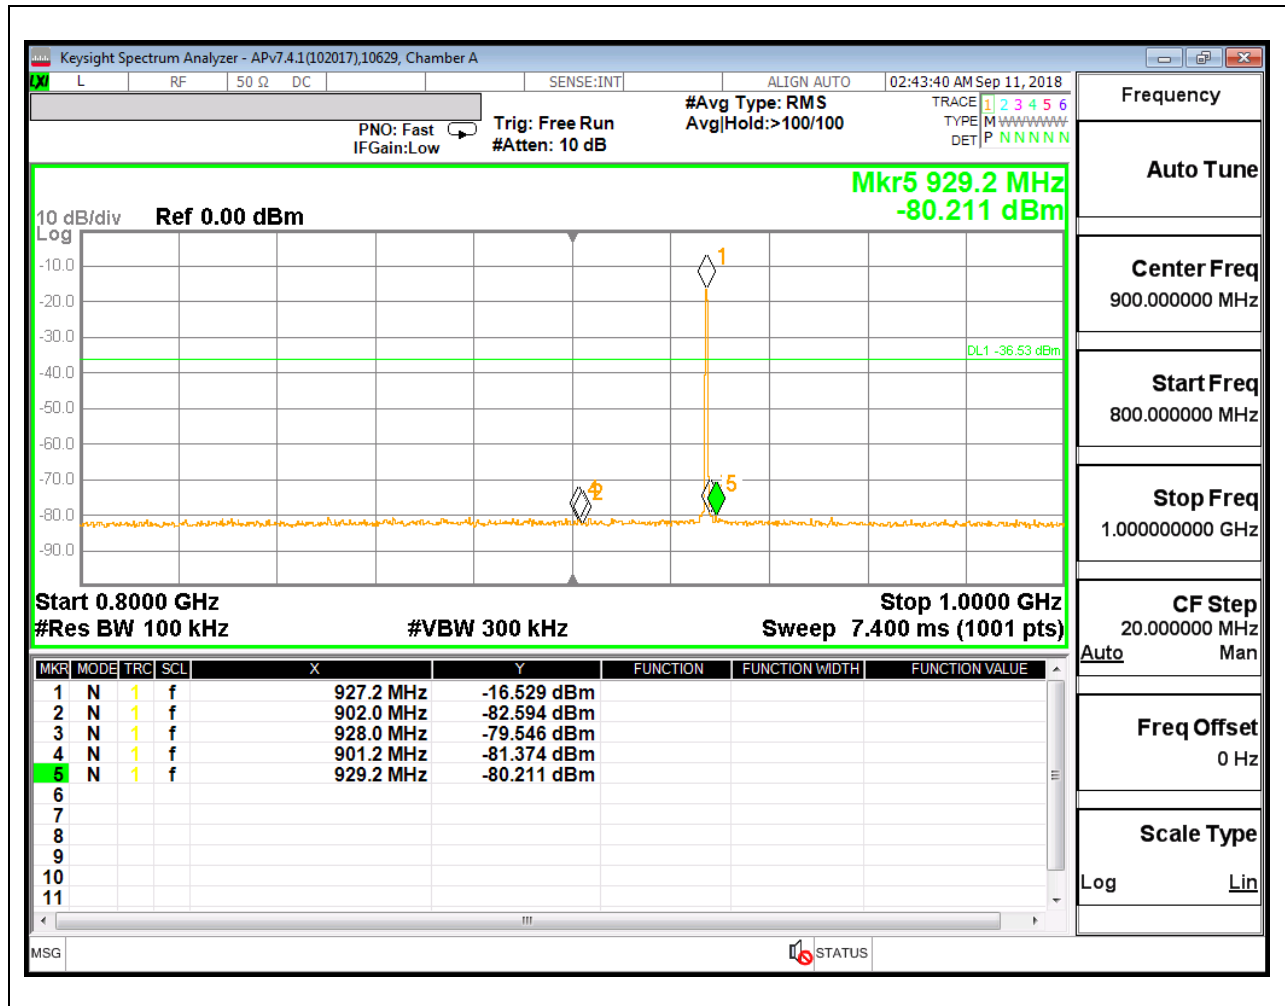 Keysight Spectrum Analyzer - APv7.4.1(102017),10629, Chamber A
LXI L RF 50 Ω DC SENSE:INT ALIGN AUTO 02:43:40 AM Sep 11, 2018
PNO: Fast
IFGain:Low
Trig: Free Run
#Atten: 10 dB
#Avg Type: RMS
Avg|Hold:>100/100
TRACE 1 2 3 4 5 6
TYPE M WWWWW
DET P N N N N N
Mkr5 929.2 MHz
-80.211 dBm
10 dB/div Ref 0.00 dBm
Log
-10.0
-20.0
-30.0
-40.0
-50.0
-60.0
-70.0
-80.0
-90.0
1
DL1 -36.53 dBm
2
5
Start 0.8000 GHz Stop 1.0000 GHz
#Res BW 100 kHz #VBW 300 kHz Sweep 7.400 ms (1001 pts)
MKR MODE TRC SCL X Y FUNCTION FUNCTION WIDTH FUNCTION VALUE
1 N 1 f 927.2 MHz -16.529 dBm
2 N 1 f 902.0 MHz -82.594 dBm
3 N 1 f 928.0 MHz -79.546 dBm
4 N 1 f 901.2 MHz -81.374 dBm
5 N 1 f 929.2 MHz -80.211 dBm
6
7
8
9
10
11
MSG STATUS
Frequency
Auto Tune
Center Freq
900.000000 MHz
Start Freq
800.000000 MHz
Stop Freq
1.000000000 GHz
CF Step
20.000000 MHz
Auto Man
Freq Offset
0 Hz
Scale Type
Log Lin